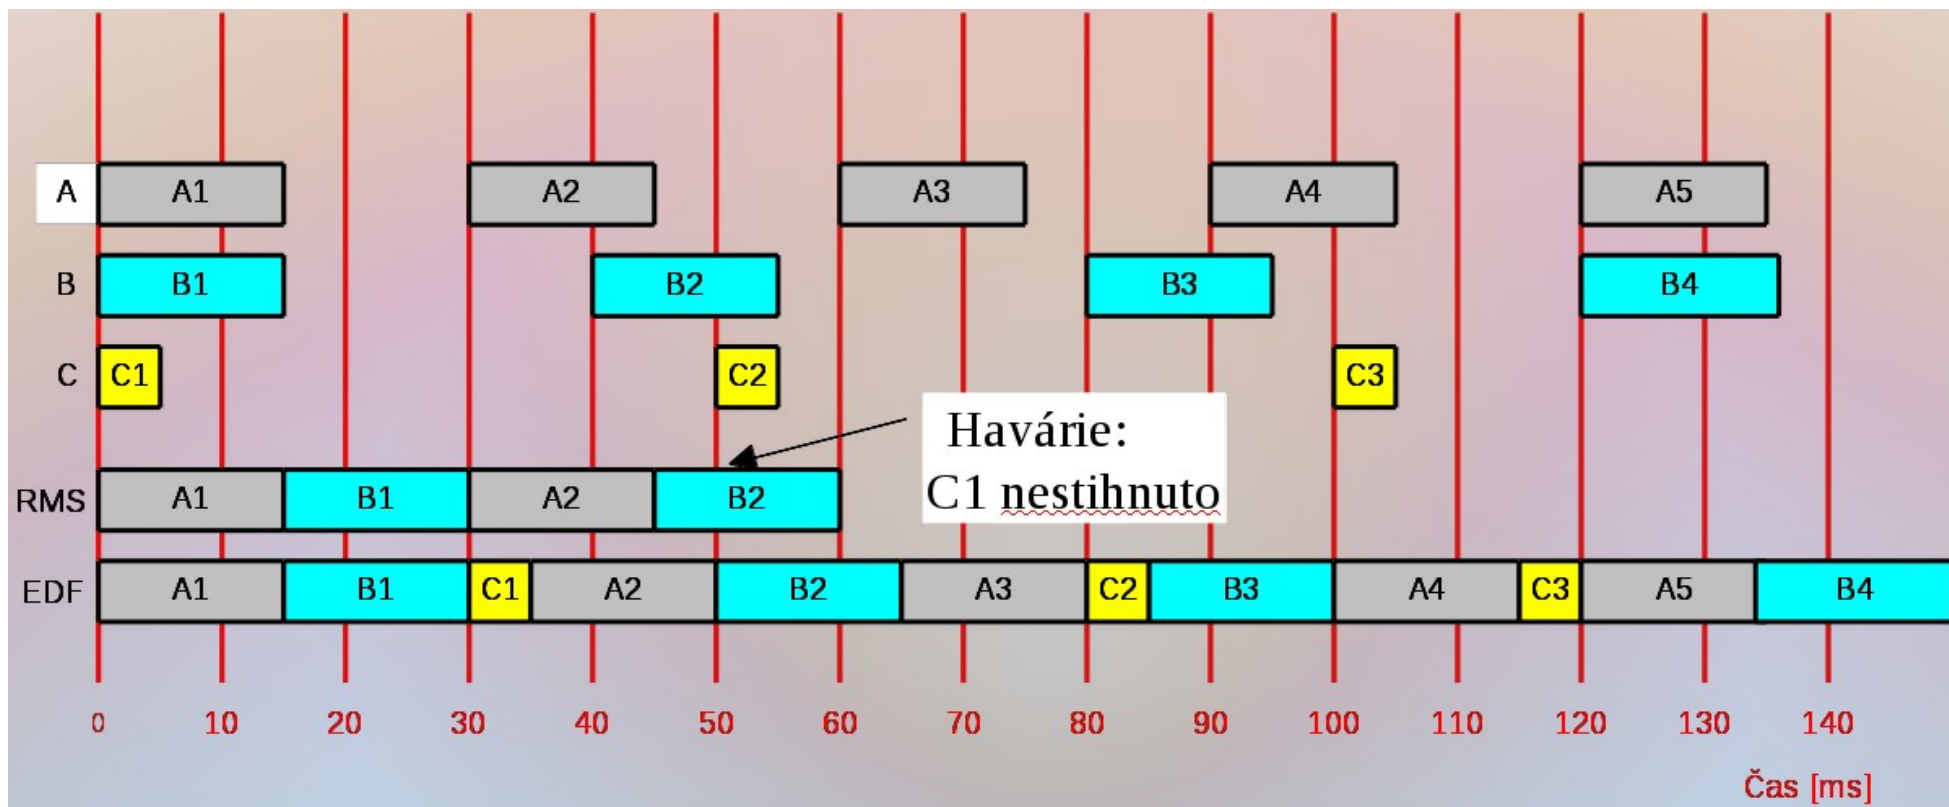 A A1 A2 A3 A4 A5
B B1 B2 B3 B4
C C1 C2 C3
Havárie:
C1 nestihnuto
RMS A1 B1 A2 B2
EDF A1 B1 C1 A2 B2 A3 C2 B3 A4 C3 A5 B4
0 10 20 30 40 50 60 70 80 90 100 110 120 130 140
Čas [ms]